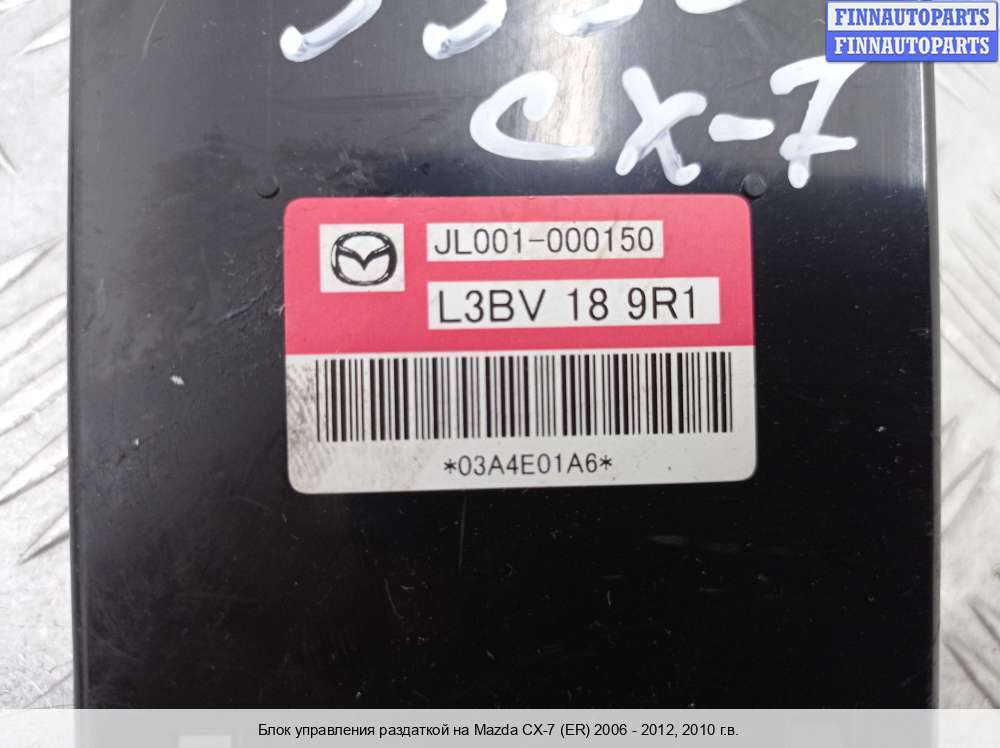 FINNAUTOPARTS
FINNAUTOPARTS
CX-7
JL001-000150
L3BV 18 9R1
*03A4E01A6*
Блок управления раздаткой на Mazda CX-7 (ER) 2006 - 2012, 2010 г.в.